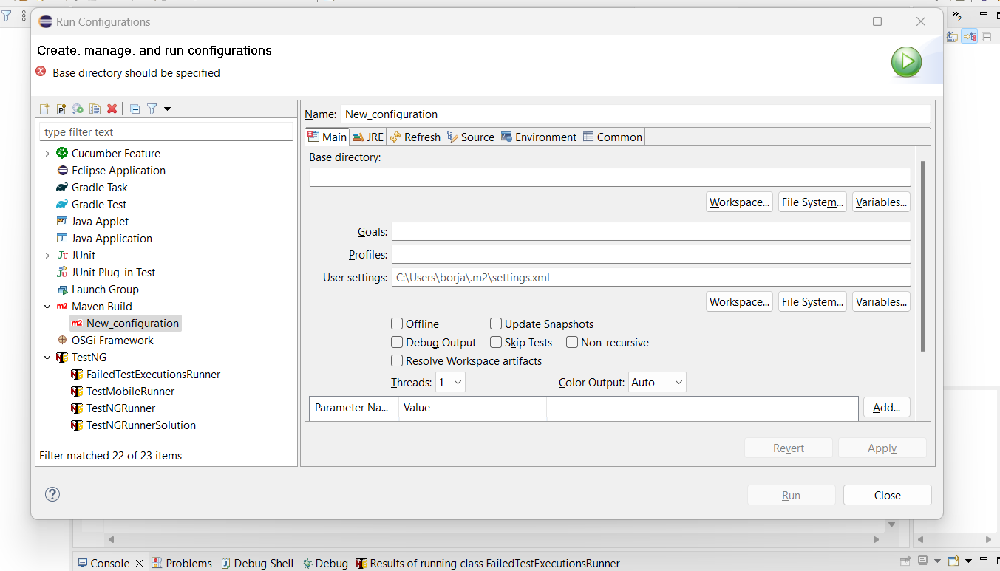 Run Configurations
Create, manage, and run configurations
Base directory should be specified
type filter text
Cucumber Feature
Eclipse Application
Gradle Task
Gradle Test
Java Applet
Java Application
JUnit
JUnit Plug-in Test
Launch Group
Maven Build
New_configuration
OSGi Framework
TestNG
FailedTestExecutionsRunner
TestMobileRunner
TestNGRunner
TestNGRunnerSolution
Filter matched 22 of 23 items
Name: New_configuration
Main JRE Refresh Source Environment Common
Base directory:
Workspace... File System... Variables...
Goals:
Profiles:
User settings: C:\Users\borja\.m2\settings.xml
Workspace... File System... Variables...
Offline Update Snapshots
Debug Output Skip Tests Non-recursive
Resolve Workspace artifacts
Threads: 1 Color Output: Auto
Parameter Na... Value Add...
Revert Apply
Run Close
Console Problems Debug Shell Debug Results of running class FailedTestExecutionsRunner